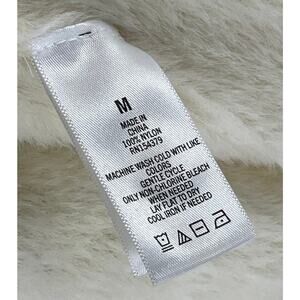 M
MADE IN
CHINA
100% NYLON
RN154379
MACHINE WASH COLD WITH LIKE
COLORS
GENTLE CYCLE
ONLY NON-CHLORINE BLEACH
WHEN NEEDED
LAY FLAT TO DRY
COOL IRON IF NEEDED